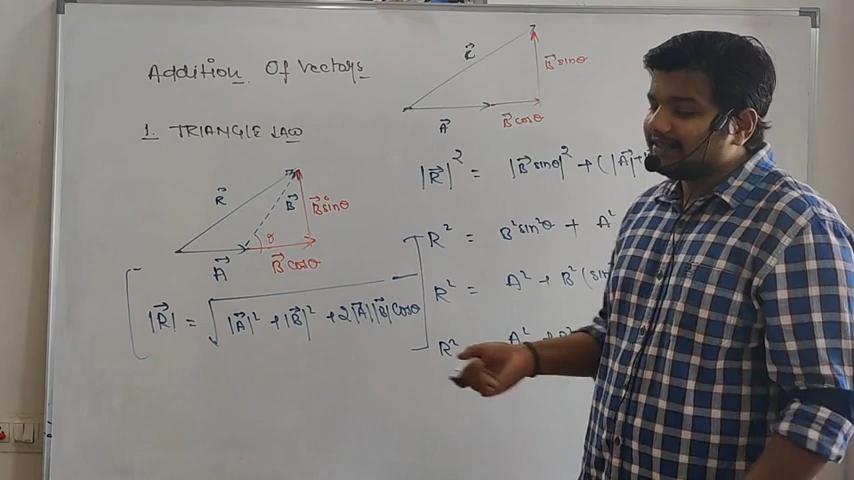 Addition Of Vectors
1. TRIANGLE LAW
R⃗
B⃗
B⃗ sinθ
θ
A⃗
B⃗ cosθ
|R⃗| = √|A⃗|² + |B⃗|² + 2|A⃗||B⃗|cosθ
R⃗
B⃗ sinθ
A⃗
B⃗ cosθ
|R⃗|² = |B⃗ sinθ|² + (|A⃗|+
R² = B² sin²θ + A²
R² = A² + B² (sin
R² A²